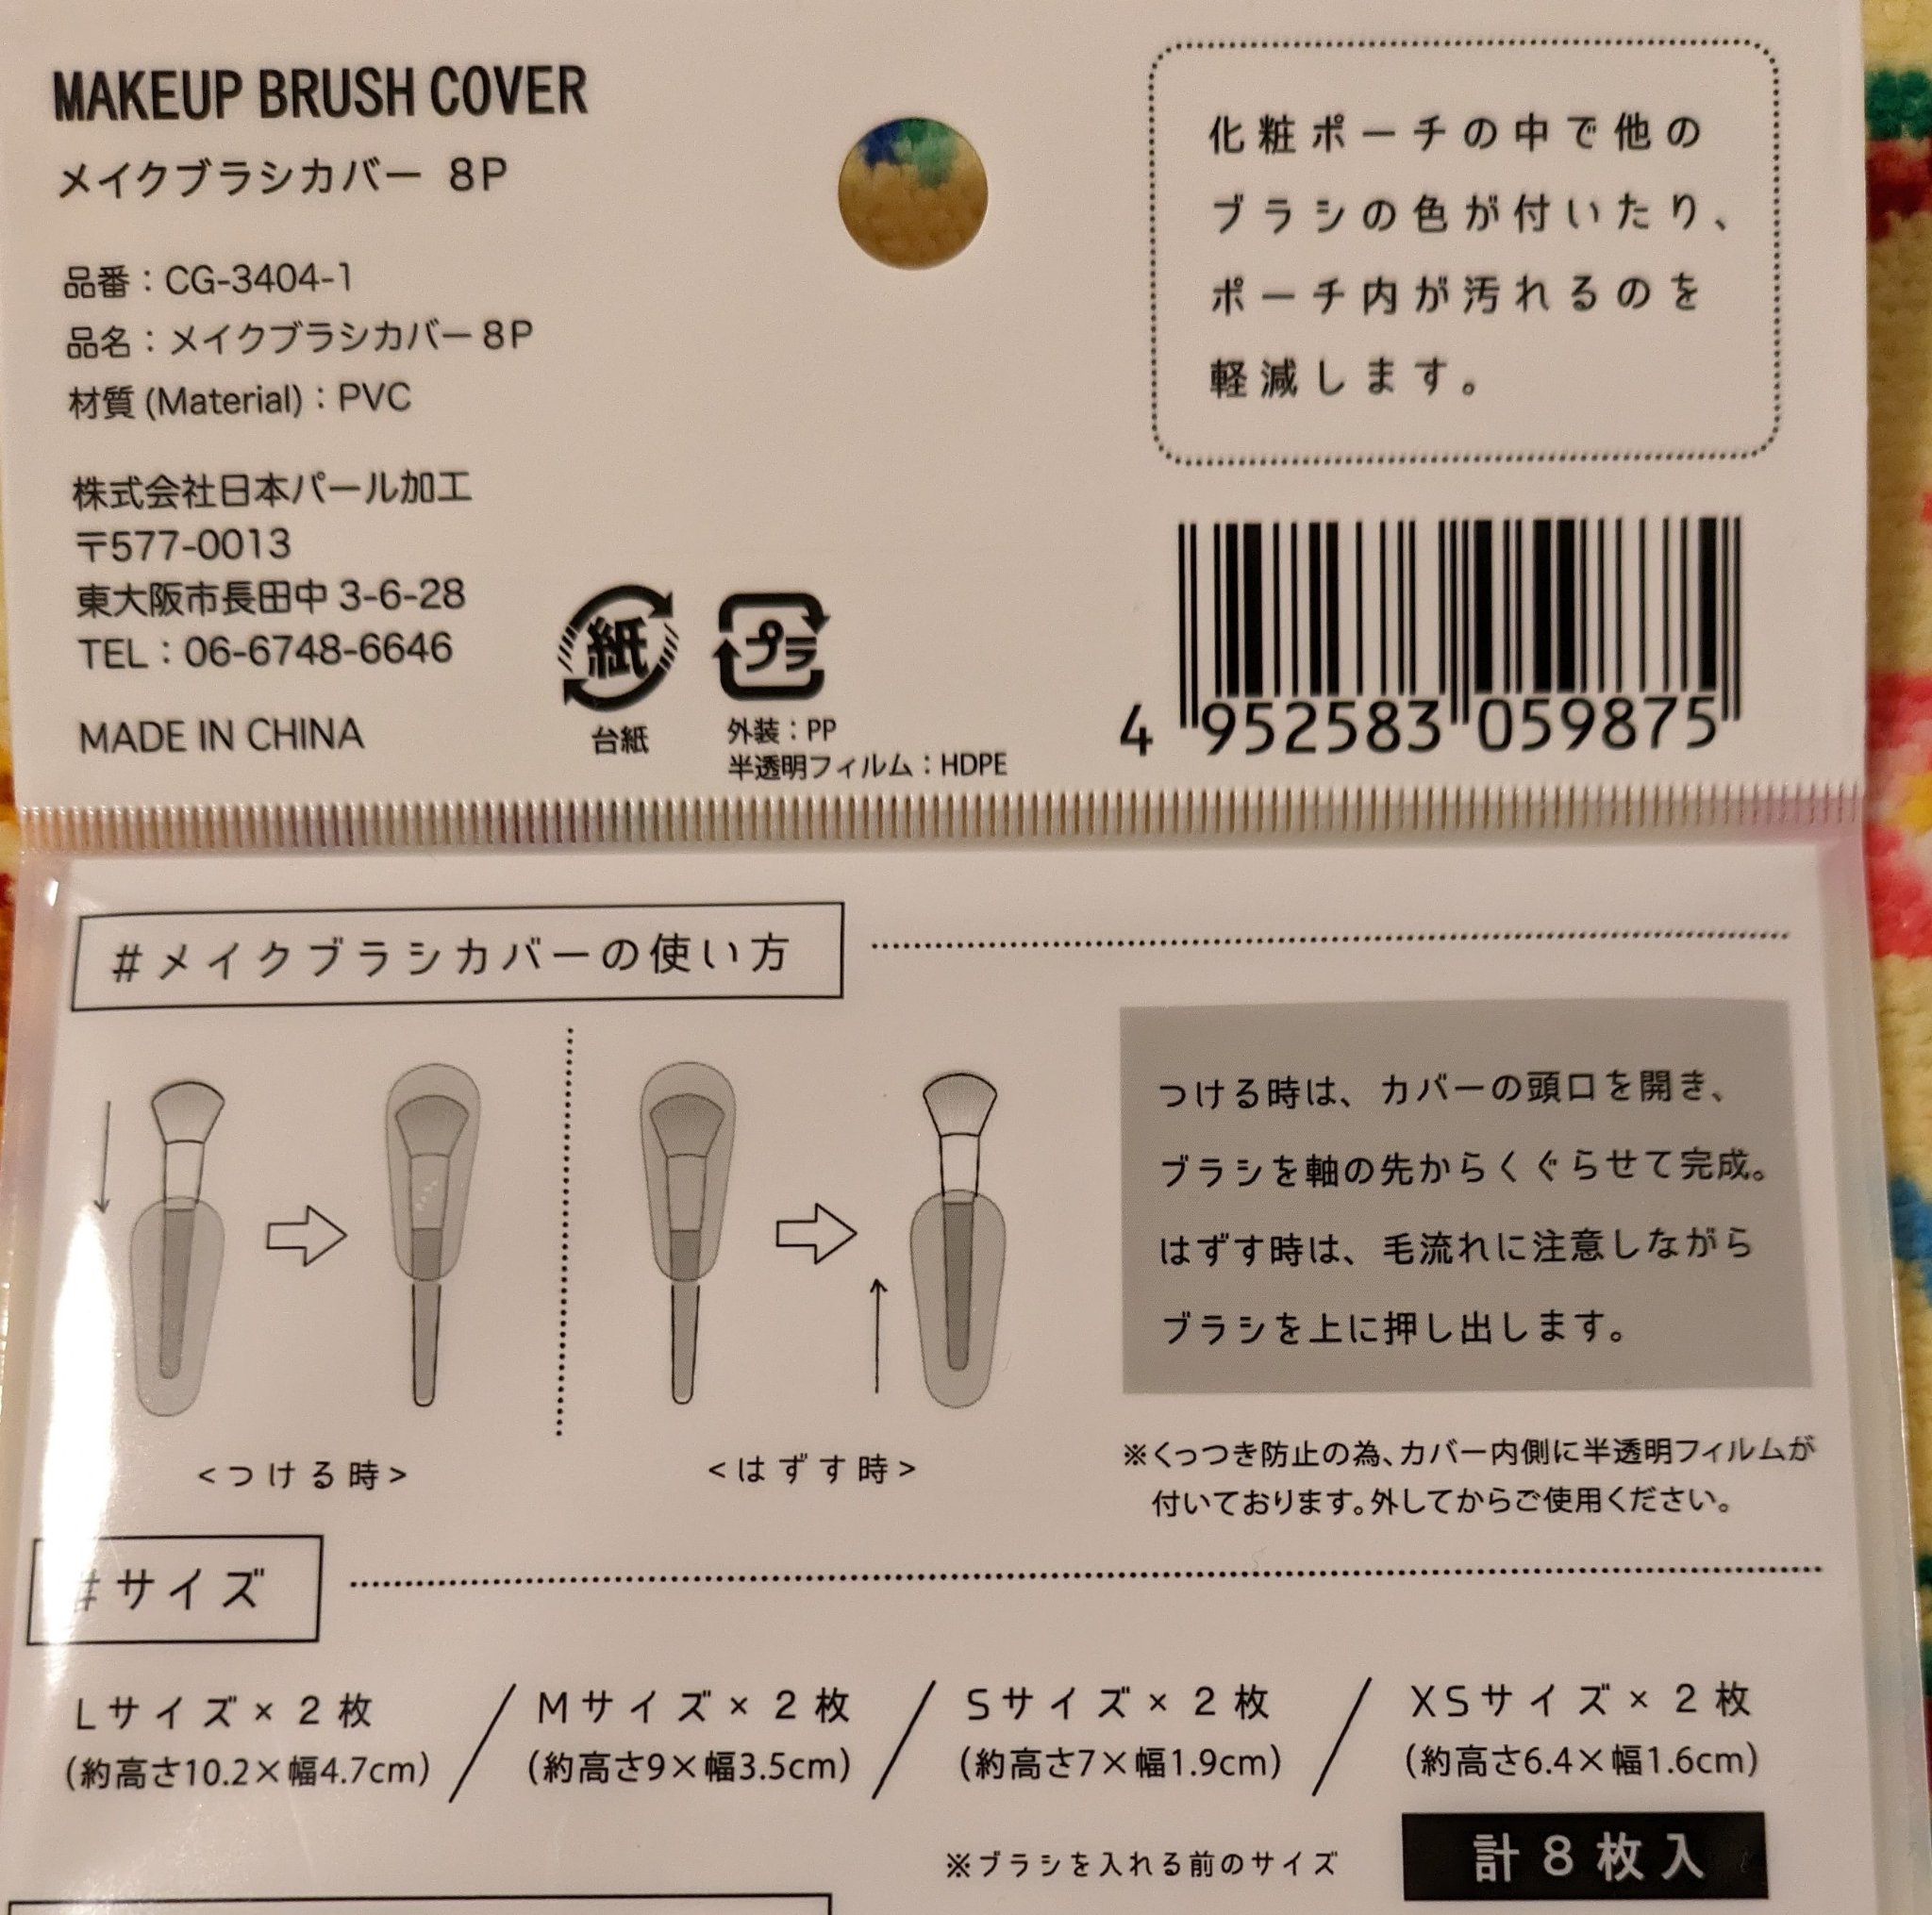 MAKEUP BRUSH COVER
メイクブラシカバー 8P
品番：CG-3404-1
品名：メイクブラシカバー8P
材質 (Material)：PVC
株式会社日本パール加工
〒577-0013
東大阪市長田中 3-6-28
TEL：06-6748-6646
MADE IN CHINA
紙
台紙
プラ
外装：PP
半透明フィルム：HDPE
化粧ポーチの中で他の
ブラシの色が付いたり、
ポーチ内が汚れるのを
軽減します。
4 952583 059875
#メイクブラシカバーの使い方
<つける時>
<はずす時>
つける時は、カバーの頭口を開き、
ブラシを軸の先からくぐらせて完成。
はずす時は、毛流れに注意しながら
ブラシを上に押し出します。
※くっつき防止の為、カバー内側に半透明フィルムが
付いております。外してからご使用ください。
#サイズ
Lサイズ×2枚
(約高さ10.2×幅4.7cm)
Mサイズ×2枚
(約高さ9×幅3.5cm)
Sサイズ×2枚
(約高さ7×幅1.9cm)
XSサイズ×2枚
(約高さ6.4×幅1.6cm)
※ブラシを入れる前のサイズ
計8枚入